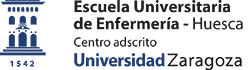 Escuela Universitaria
de Enfermería - Huesca
Centro adscrito
Universidad Zaragoza
1542